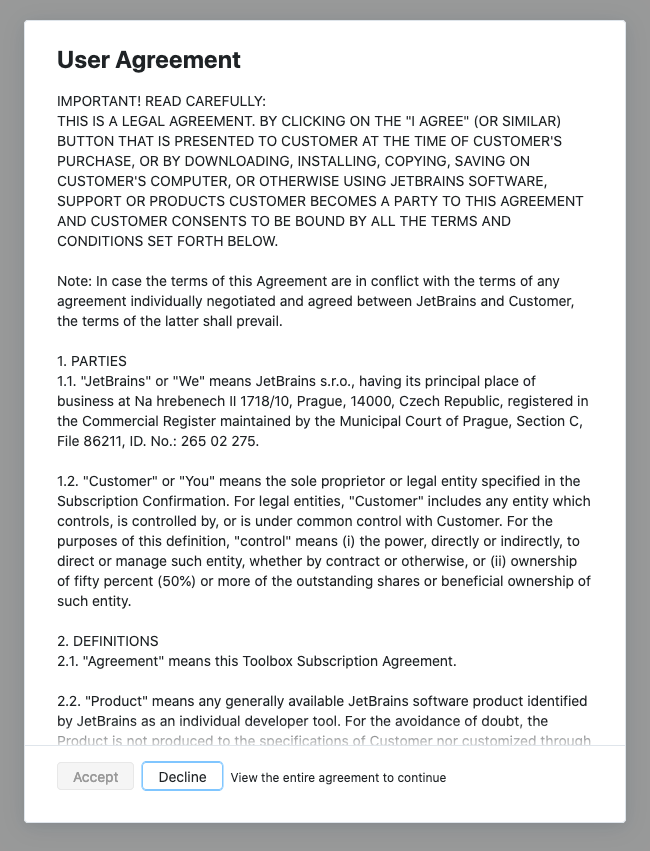 User Agreement
IMPORTANT! READ CAREFULLY:
THIS IS A LEGAL AGREEMENT. BY CLICKING ON THE "I AGREE" (OR SIMILAR)
BUTTON THAT IS PRESENTED TO CUSTOMER AT THE TIME OF CUSTOMER'S
PURCHASE, OR BY DOWNLOADING, INSTALLING, COPYING, SAVING ON
CUSTOMER'S COMPUTER, OR OTHERWISE USING JETBRAINS SOFTWARE,
SUPPORT OR PRODUCTS CUSTOMER BECOMES A PARTY TO THIS AGREEMENT
AND CUSTOMER CONSENTS TO BE BOUND BY ALL THE TERMS AND
CONDITIONS SET FORTH BELOW.
Note: In case the terms of this Agreement are in conflict with the terms of any
agreement individually negotiated and agreed between JetBrains and Customer,
the terms of the latter shall prevail.
1. PARTIES
1.1. "JetBrains" or "We" means JetBrains s.r.o., having its principal place of
business at Na hrebenech II 1718/10, Prague, 14000, Czech Republic, registered in
the Commercial Register maintained by the Municipal Court of Prague, Section C,
File 86211, ID. No.: 265 02 275.
1.2. "Customer" or "You" means the sole proprietor or legal entity specified in the
Subscription Confirmation. For legal entities, "Customer" includes any entity which
controls, is controlled by, or is under common control with Customer. For the
purposes of this definition, "control" means (i) the power, directly or indirectly, to
direct or manage such entity, whether by contract or otherwise, or (ii) ownership
of fifty percent (50%) or more of the outstanding shares or beneficial ownership of
such entity.
2. DEFINITIONS
2.1. "Agreement" means this Toolbox Subscription Agreement.
2.2. "Product" means any generally available JetBrains software product identified
by JetBrains as an individual developer tool. For the avoidance of doubt, the
Product is not produced to the specifications of Customer nor customized through
Accept
Decline
View the entire agreement to continue